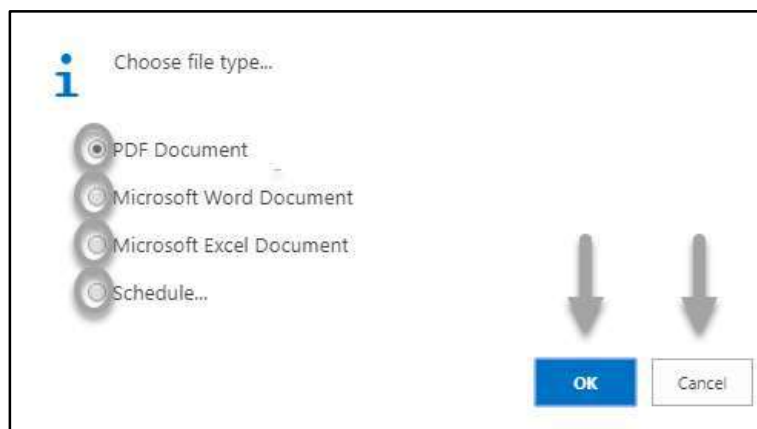 Choose file type...
PDF Document
Microsoft Word Document
Microsoft Excel Document
Schedule...
OK
Cancel